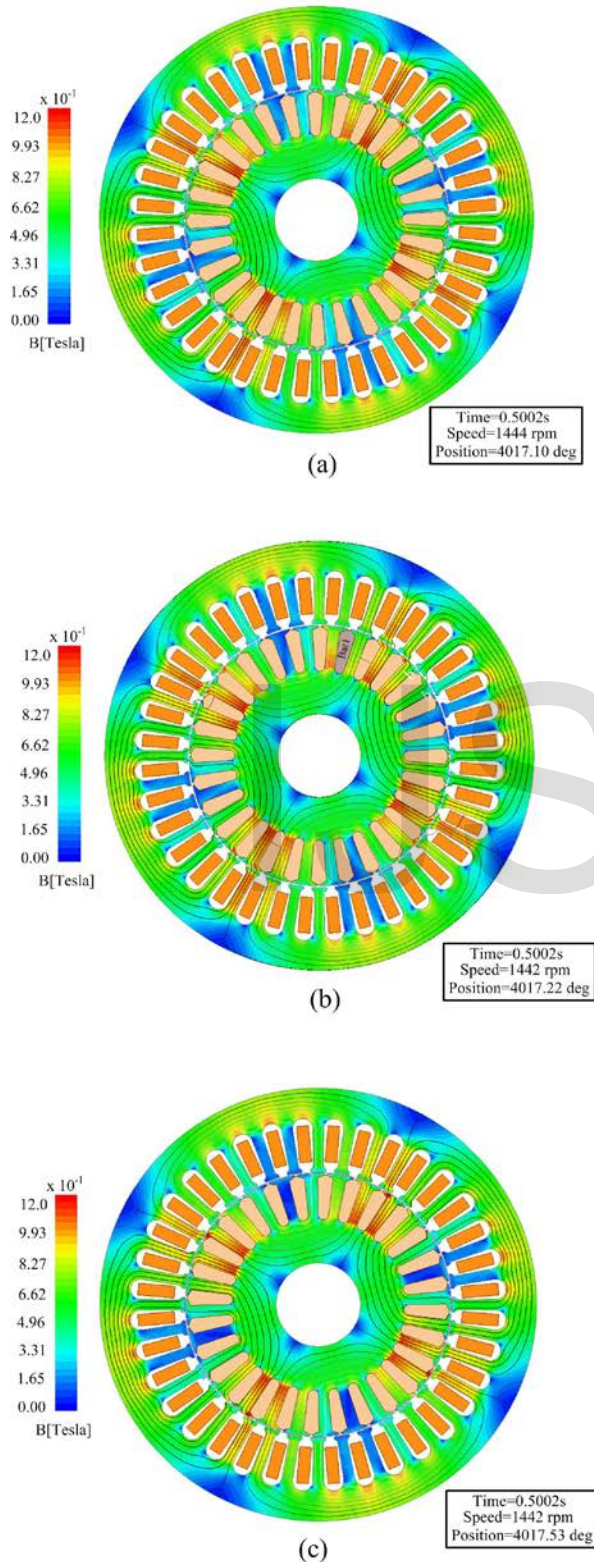 x 10⁻¹
12.0
9.93
8.27
6.62
4.96
3.31
1.65
0.00
B[Tesla]
Time=0.5002s
Speed=1444 rpm
Position=4017.10 deg
(a)
x 10⁻¹
12.0
9.93
8.27
6.62
4.96
3.31
1.65
0.00
B[Tesla]
Bar1
Time=0.5002s
Speed=1442 rpm
Position=4017.22 deg
(b)
x 10⁻¹
12.0
9.93
8.27
6.62
4.96
3.31
1.65
0.00
B[Tesla]
Time=0.5002s
Speed=1442 rpm
Position=4017.53 deg
(c)